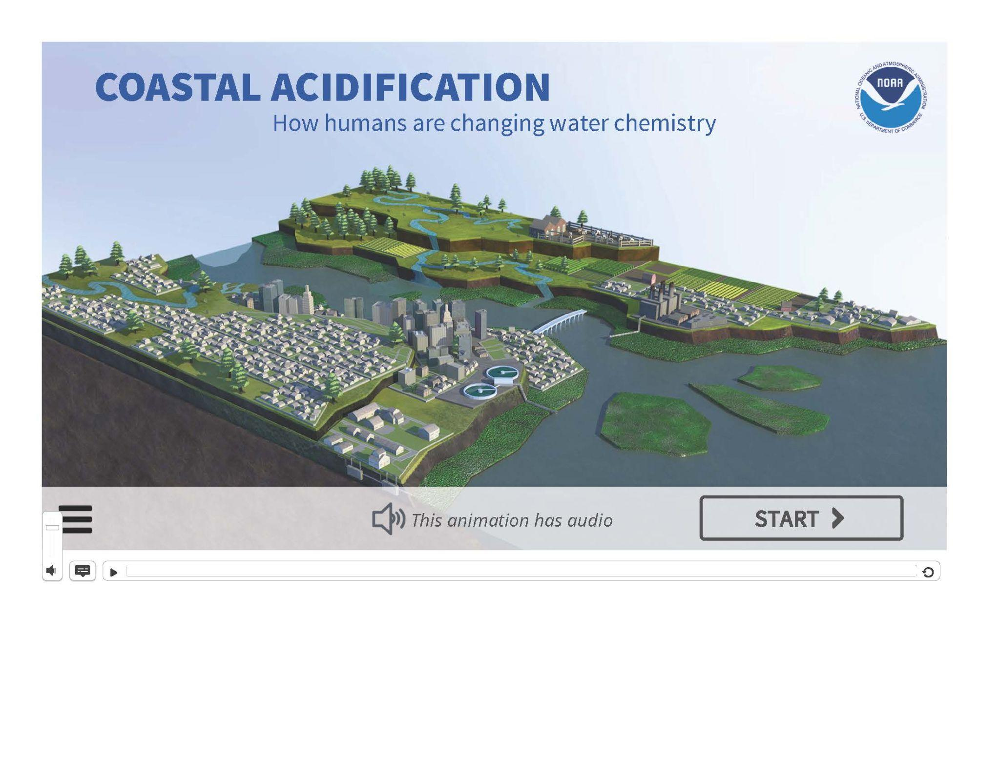 COASTAL ACIDIFICATION
How humans are changing water chemistry
NATIONAL OCEANIC AND ATMOSPHERIC ADMINISTRATION
NOAA
U.S. DEPARTMENT OF COMMERCE
This animation has audio
START